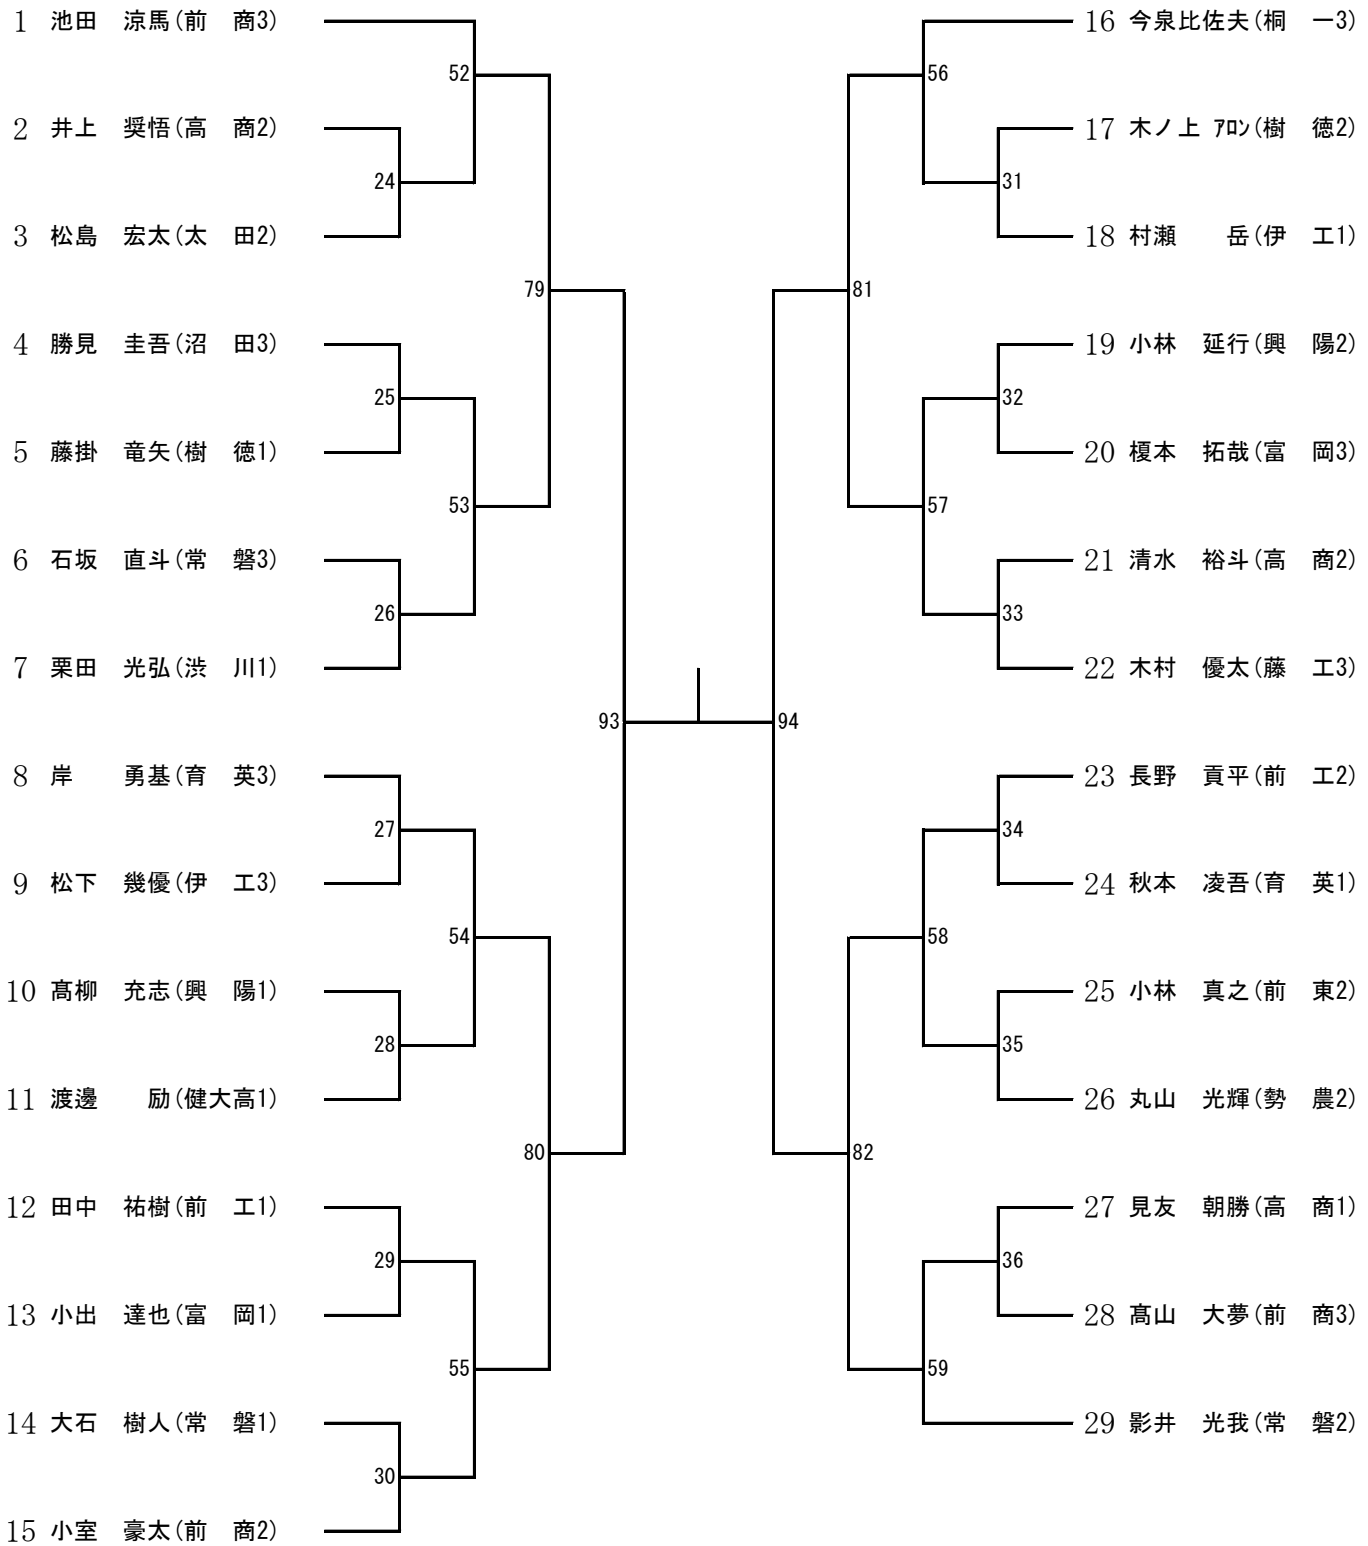 1 池田　涼馬(前　商3)
52
2 井上　奨悟(高　商2)
24
3 松島　宏太(太　田2)
79
4 勝見　圭吾(沼　田3)
25
5 藤掛　竜矢(樹　徳1)
53
6 石坂　直斗(常　磐3)
26
7 栗田　光弘(渋　川1)
93
8 岸　　勇基(育　英3)
27
9 松下　幾優(伊　工3)
54
10 髙柳　充志(興　陽1)
28
11 渡邊　　励(健大高1)
80
12 田中　祐樹(前　工1)
29
13 小出　達也(富　岡1)
55
14 大石　樹人(常　磐1)
30
15 小室　豪太(前　商2)
16 今泉比佐夫(桐　一3)
56
17 木ノ上 ｱﾛﾝ(樹　徳2)
31
18 村瀬　　岳(伊　工1)
81
19 小林　延行(興　陽2)
32
20 榎本　拓哉(富　岡3)
57
21 清水　裕斗(高　商2)
33
22 木村　優太(藤　工3)
94
23 長野　貢平(前　工2)
34
24 秋本　凌吾(育　英1)
58
25 小林　真之(前　東2)
35
26 丸山　光輝(勢　農2)
82
27 見友　朝勝(高　商1)
36
28 髙山　大夢(前　商3)
59
29 影井　光我(常　磐2)